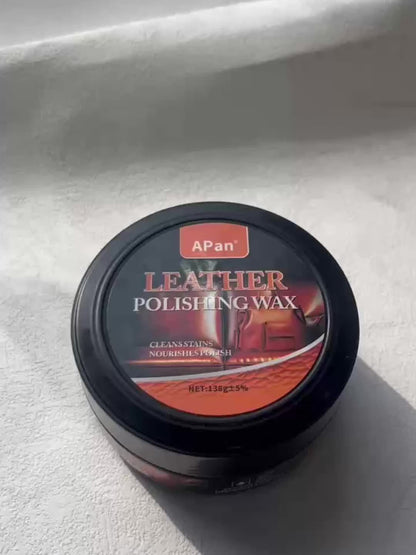 APan®
LEATHER
POLISHING WAX
CLEANS STAINS
NOURISHES POLISH
NET:138g±5%